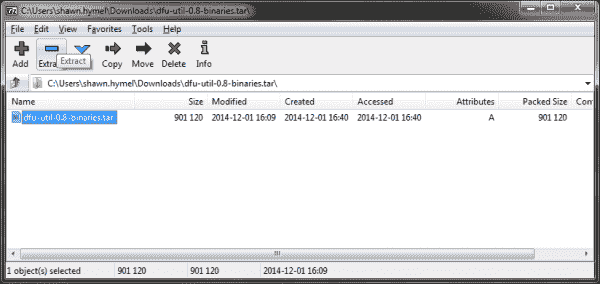 C:\Users\shawn.hymel\Downloads\dfu-util-0.8-binaries.tar\
File Edit View Favorites Tools Help
Add Extract Copy Move Delete Info
Extract
C:\Users\shawn.hymel\Downloads\dfu-util-0.8-binaries.tar\
Name Size Modified Created Accessed Attributes Packed Size Com
dfu-util-0.8-binaries.tar 901 120 2014-12-01 16:09 2014-12-01 16:40 2014-12-01 16:40 A 901 120
1 object(s) selected 901 120 901 120 2014-12-01 16:09